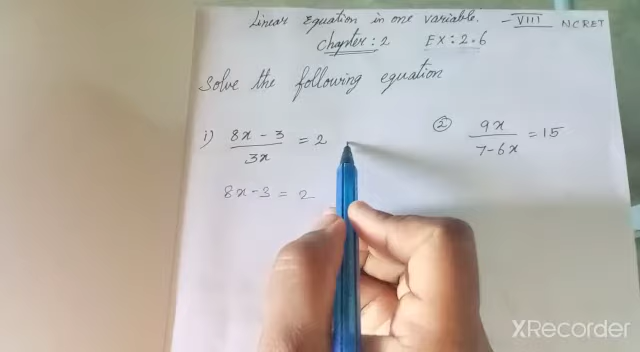 Linear Equation in one variable. - VIII NCRET
Chapter : 2 EX : 2.6
Solve the following equation
i) (8x - 3)/(3x) = 2
② (9x)/(7-6x) = 15
8x - 3 = 2
XRecorder